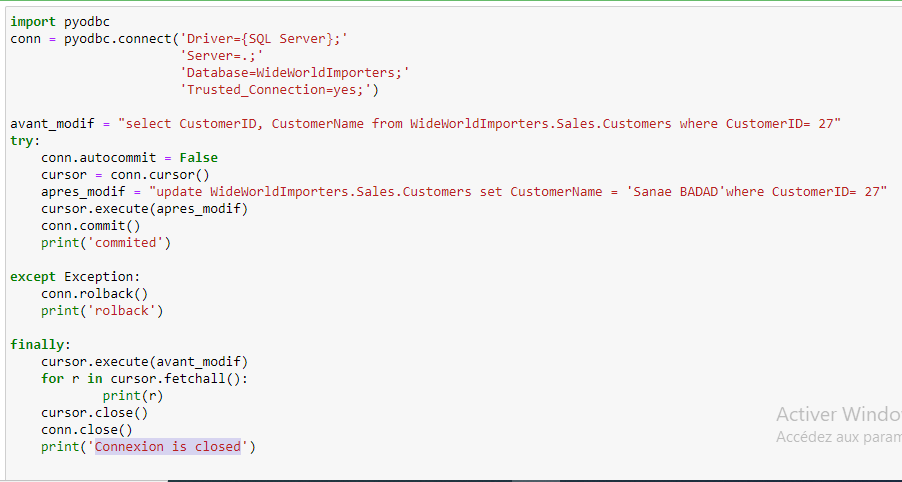 import pyodbc
conn = pyodbc.connect('Driver={SQL Server};'
'Server=.;'
'Database=WideWorldImporters;'
'Trusted_Connection=yes;')
avant_modif = "select CustomerID, CustomerName from WideWorldImporters.Sales.Customers where CustomerID= 27"
try:
conn.autocommit = False
cursor = conn.cursor()
apres_modif = "update WideWorldImporters.Sales.Customers set CustomerName = 'Sanae BADAD'where CustomerID= 27"
cursor.execute(apres_modif)
conn.commit()
print('commited')
except Exception:
conn.rolback()
print('rolback')
finally:
cursor.execute(avant_modif)
for r in cursor.fetchall():
print(r)
cursor.close()
conn.close()
print('Connexion is closed')
Activer Windo
Accédez aux param